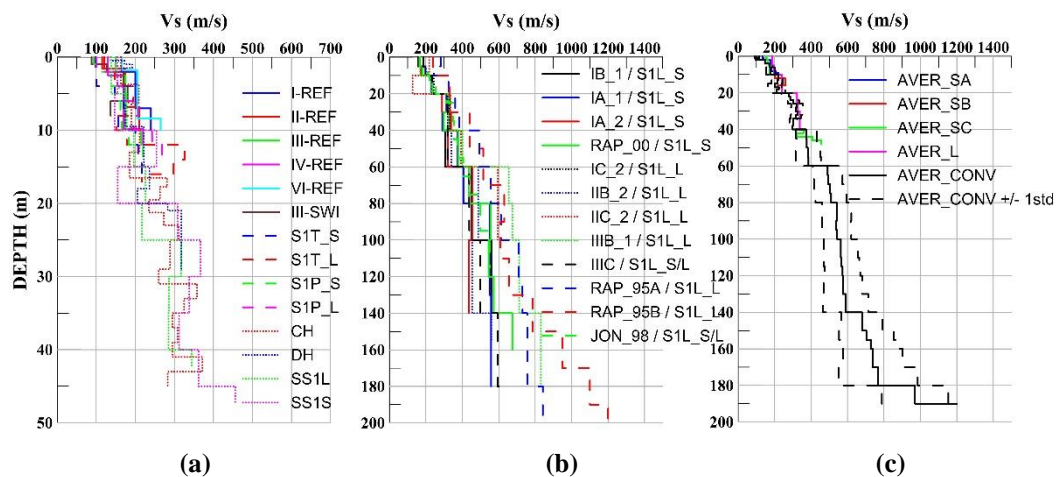 Vs (m/s)
0 100 200 300 400 500 600 700
0
10
20
30
40
50
DEPTH (m)
I-REF
II-REF
III-REF
IV-REF
VI-REF
III-SWI
S1T_S
S1T_L
S1P_S
S1P_L
CH
DH
SS1L
SS1S
(a)
Vs (m/s)
0 200 400 600 800 1000 1200 1400
0
20
40
60
80
100
120
140
160
180
200
IB_1 / S1L_S
IA_1 / S1L_S
IA_2 / S1L_S
RAP_00 / S1L_S
IC_2 / S1L_L
IIB_2 / S1L_L
IIC_2 / S1L_L
IIIB_1 / S1L_L
IIIC / S1L_S/L
RAP_95A / S1L_L
RAP_95B / S1L_L
JON_98 / S1L_S/L
(b)
Vs (m/s)
0 200 400 600 800 1000 1200 1400
0
20
40
60
80
100
120
140
160
180
200
AVER_SA
AVER_SB
AVER_SC
AVER_L
AVER_CONV
AVER_CONV +/- 1std
(c)